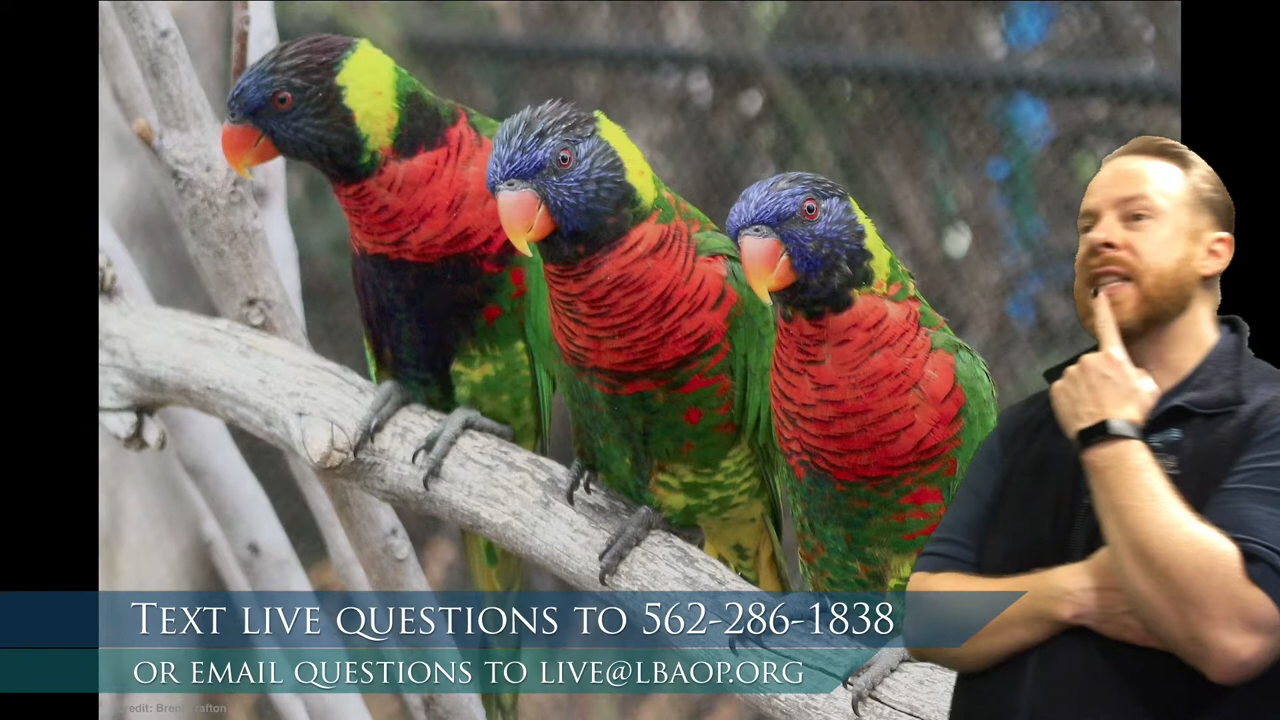 TEXT LIVE QUESTIONS TO 562-286-1838
OR EMAIL QUESTIONS TO LIVE@LBAOP.ORG